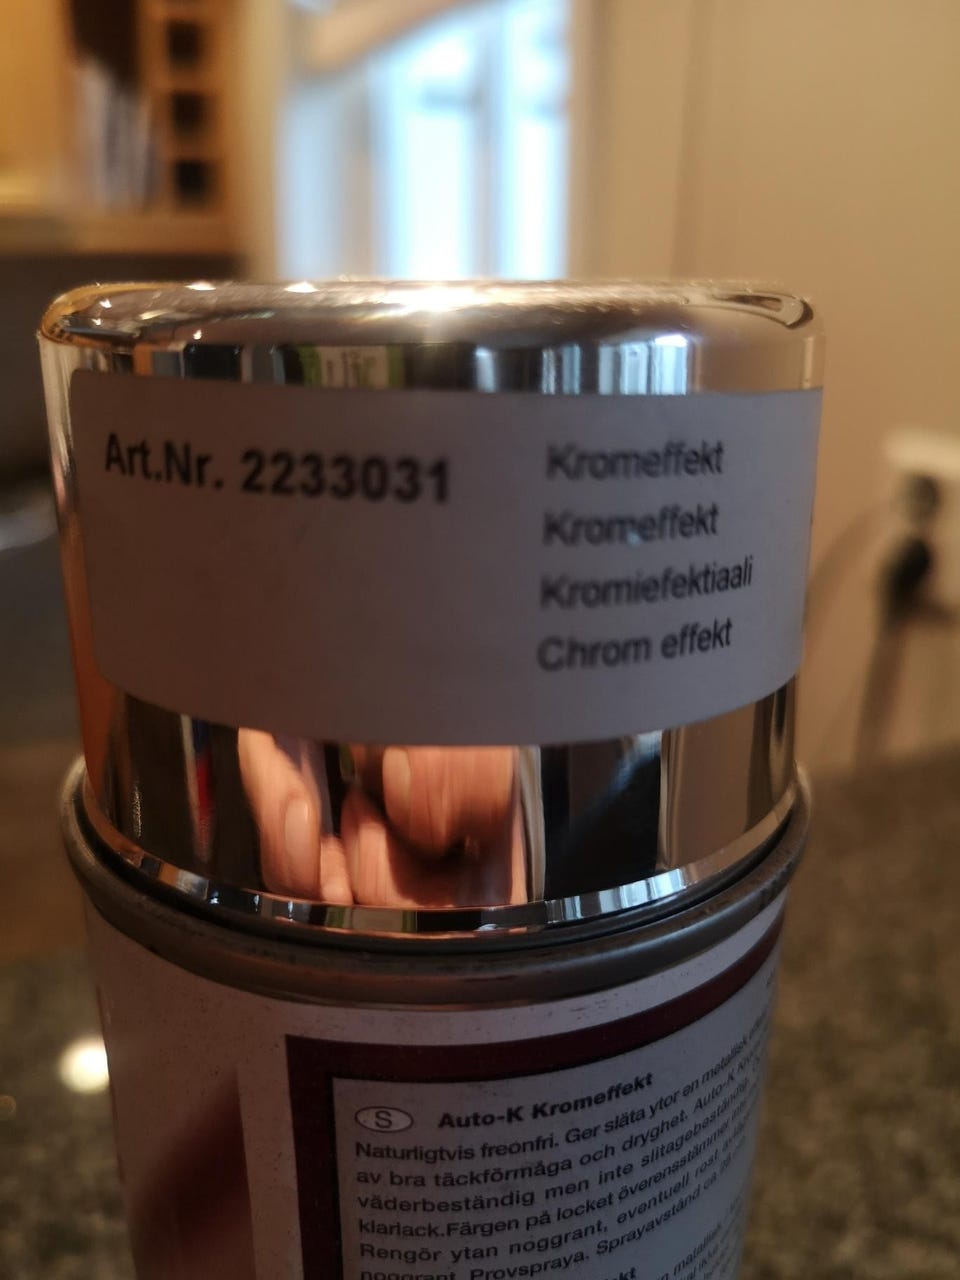 Art.Nr. 2233031
Kromeffekt
Kromeffekt
Kromiefektiaali
Chrom effekt
S
Auto-K Kromeffekt
Naturligtvis freonfri. Ger släta ytor en metallisk
av bra täckförmåga och dryghet. Auto-K
väderbeständig men inte slitagebeständig.
klarlack.Färgen på locket överensstämmer
Rengör ytan noggrant, eventuell rost
noggrant. Provspraya. Sprayavstånd ca